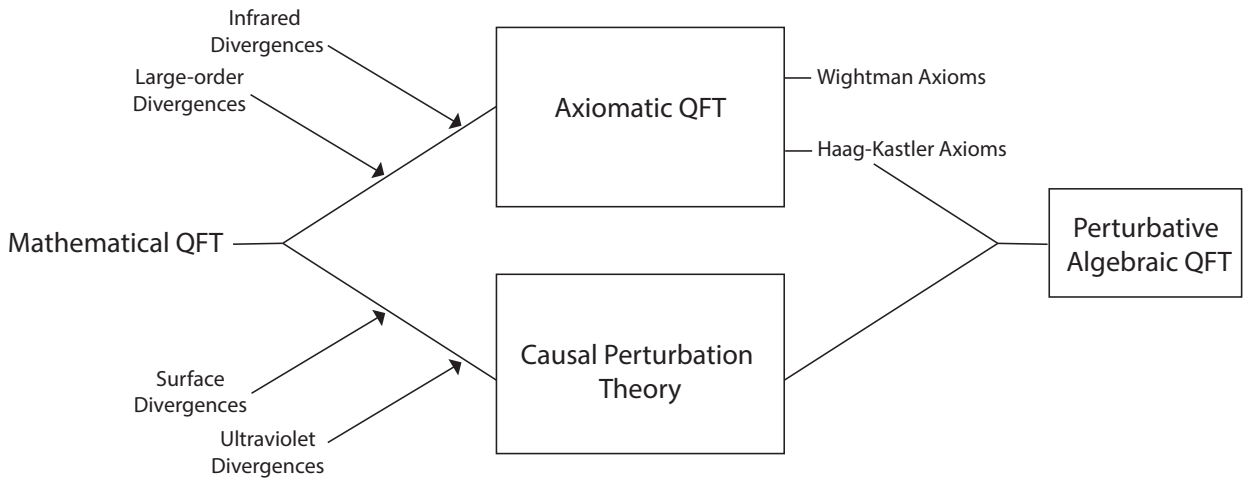 Infrared
Divergences
Large-order
Divergences
Axiomatic QFT
Wightman Axioms
Haag-Kastler Axioms
Mathematical QFT
Perturbative
Algebraic QFT
Causal Perturbation
Theory
Surface
Divergences
Ultraviolet
Divergences